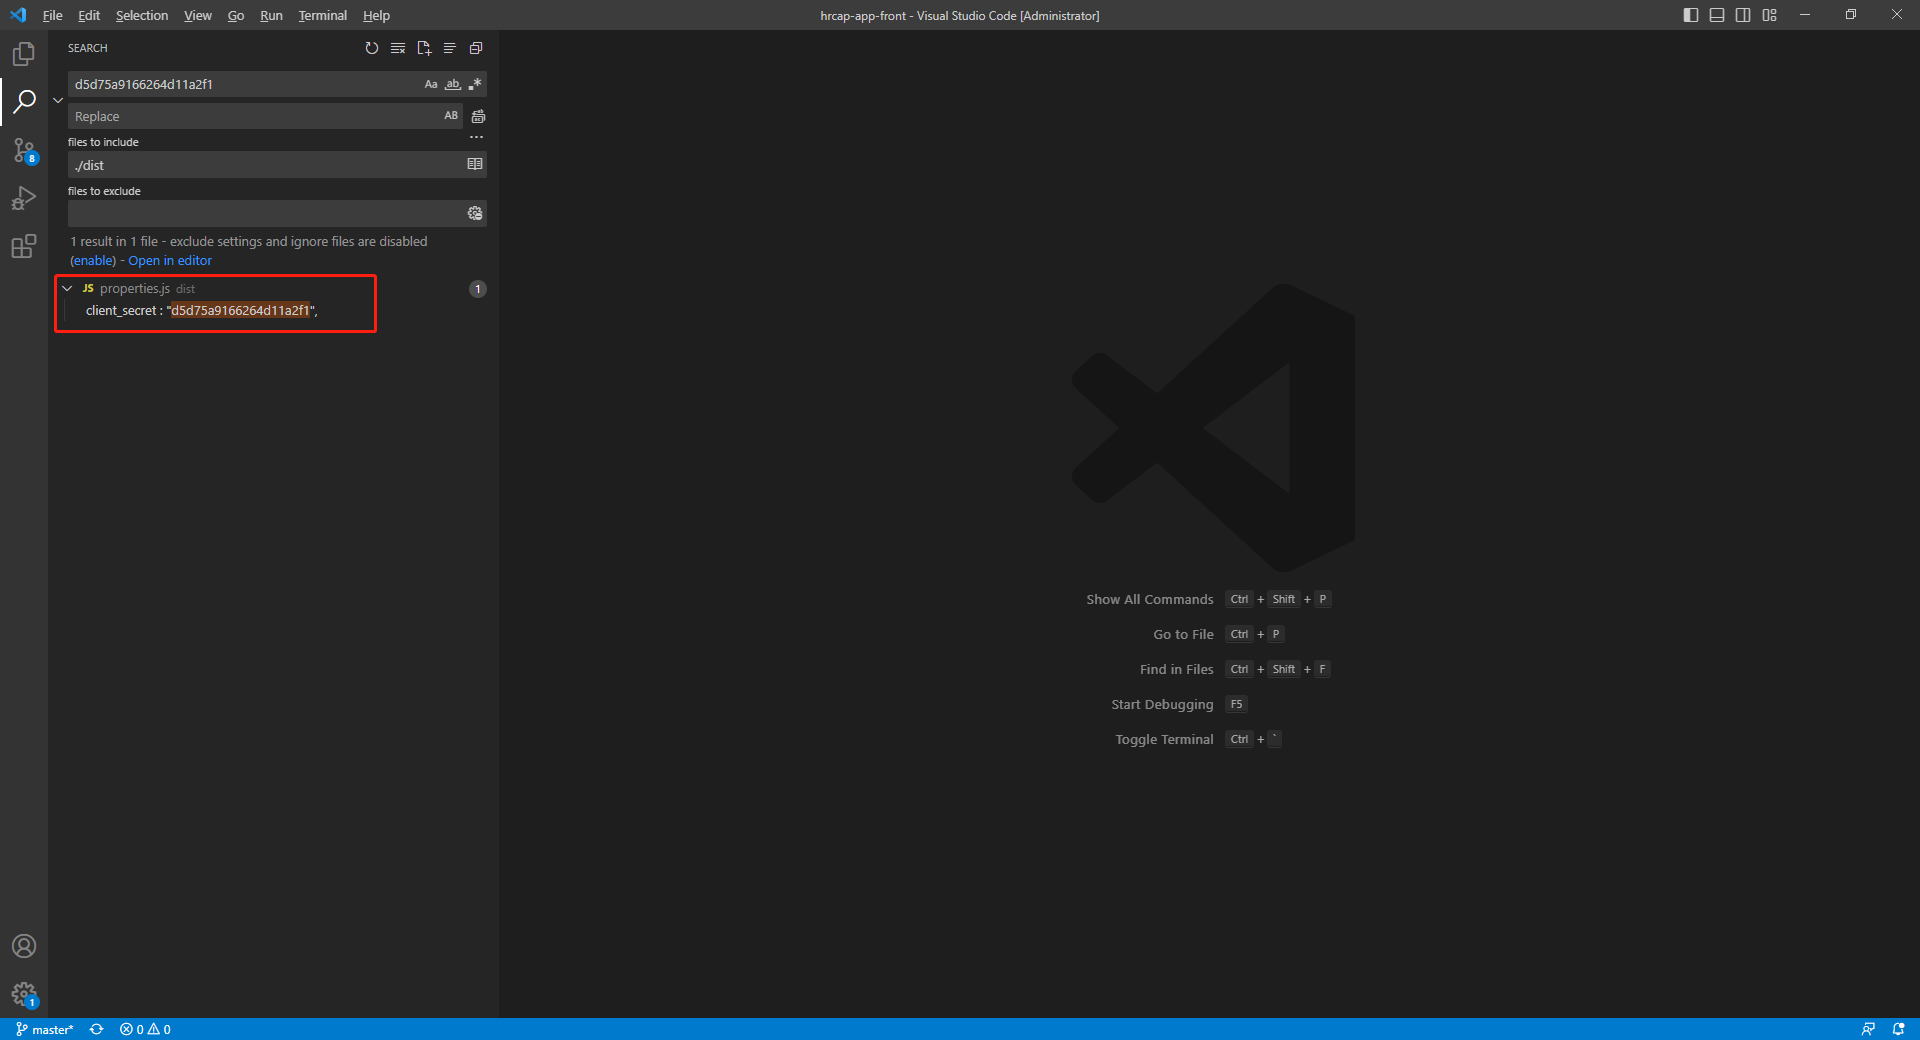 File Edit Selection View Go Run Terminal Help
hrcap-app-front - Visual Studio Code [Administrator]
SEARCH
d5d75a9166264d11a2f1
Aa ab .*
Replace
AB
...
files to include
./dist
files to exclude
1 result in 1 file - exclude settings and ignore files are disabled
(enable) - Open in editor
JS properties.js dist
1
client_secret : "d5d75a9166264d11a2f1",
8
Show All Commands Ctrl + Shift + P
Go to File Ctrl + P
Find in Files Ctrl + Shift + F
Start Debugging F5
Toggle Terminal Ctrl + `
1
master*
0 0